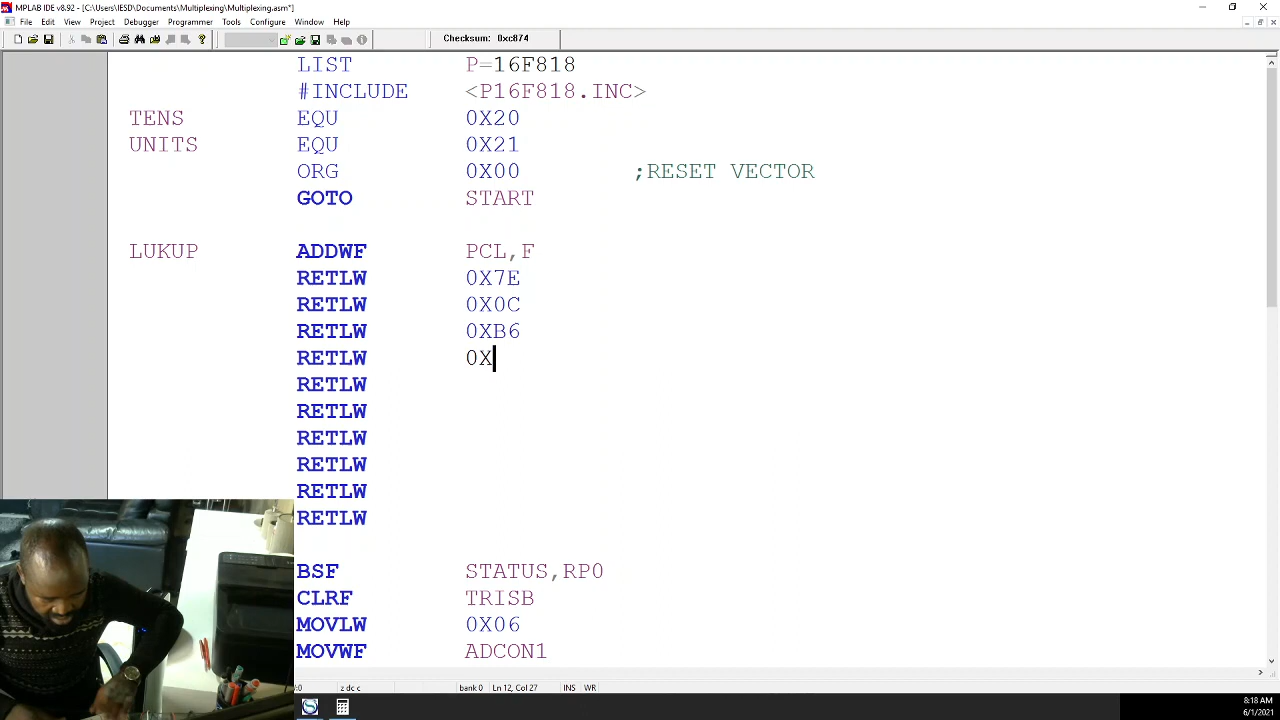 MPLAB IDE v8.92 - [C:\Users\IESD\Documents\Multiplexing\Multiplexing.asm*]
File Edit View Project Debugger Programmer Tools Configure Window Help
Checksum: 0xc874
LIST P=16F818
#INCLUDE <P16F818.INC>
TENS EQU 0X20
UNITS EQU 0X21
ORG 0X00 ;RESET VECTOR
GOTO START
LUKUP ADDWF PCL,F
RETLW 0X7E
RETLW 0X0C
RETLW 0XB6
RETLW 0X
RETLW
RETLW
RETLW
RETLW
RETLW
RETLW
BSF STATUS,RP0
CLRF TRISB
MOVLW 0X06
MOVWF ADCON1
z dc c bank 0 Ln 12, Col 27 INS WR
8:18 AM
6/1/2021